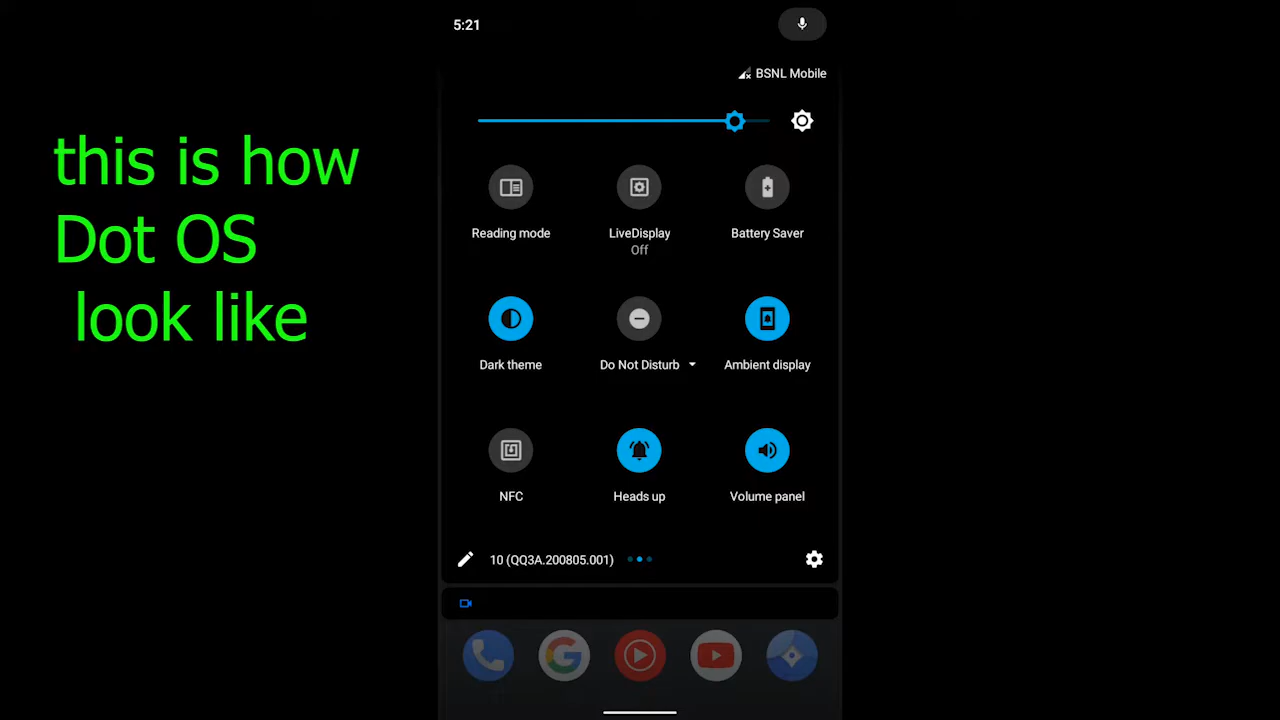 5:21
BSNL Mobile
this is how
Dot OS
look like
Reading mode
LiveDisplay
Off
Battery Saver
Dark theme
Do Not Disturb
Ambient display
NFC
Heads up
Volume panel
10 (QQ3A.200805.001)